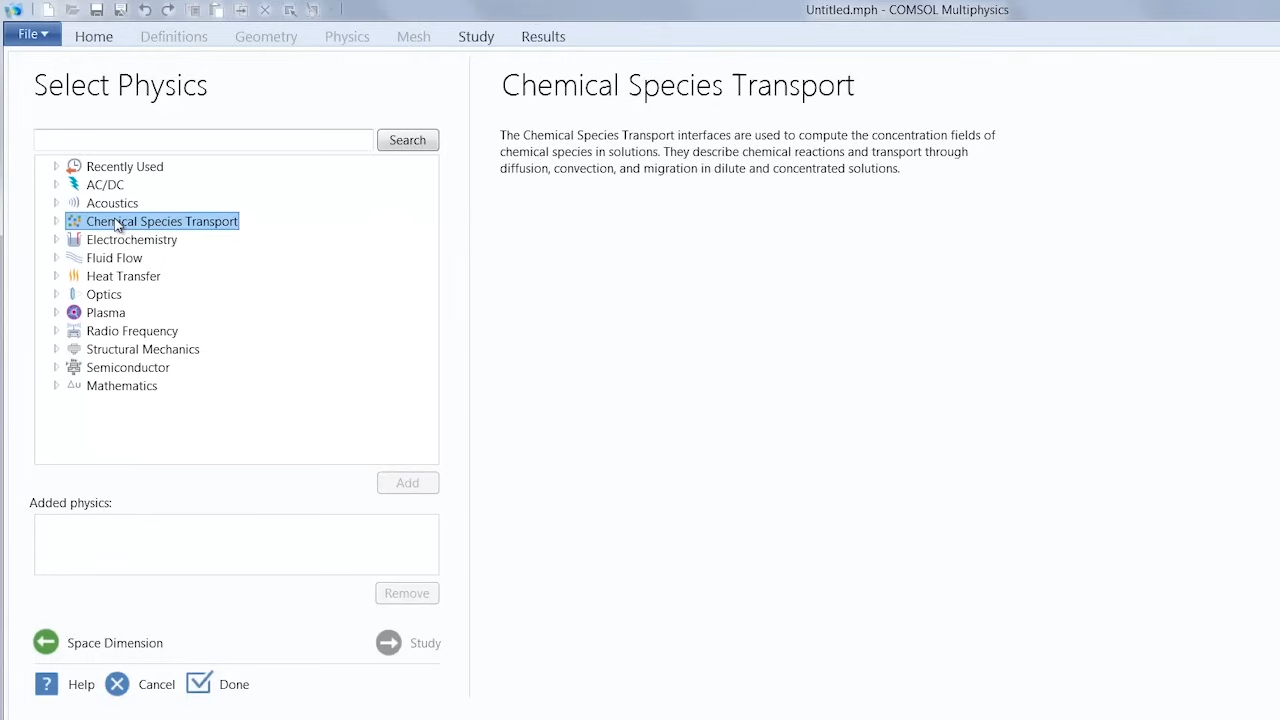 Untitled.mph - COMSOL Multiphysics
File Home Definitions Geometry Physics Mesh Study Results
Select Physics
Search
Recently Used
AC/DC
Acoustics
Chemical Species Transport
Electrochemistry
Fluid Flow
Heat Transfer
Optics
Plasma
Radio Frequency
Structural Mechanics
Semiconductor
Δu Mathematics
Add
Added physics:
Remove
Space Dimension
Study
? Help Cancel Done
Chemical Species Transport
The Chemical Species Transport interfaces are used to compute the concentration fields of
chemical species in solutions. They describe chemical reactions and transport through
diffusion, convection, and migration in dilute and concentrated solutions.